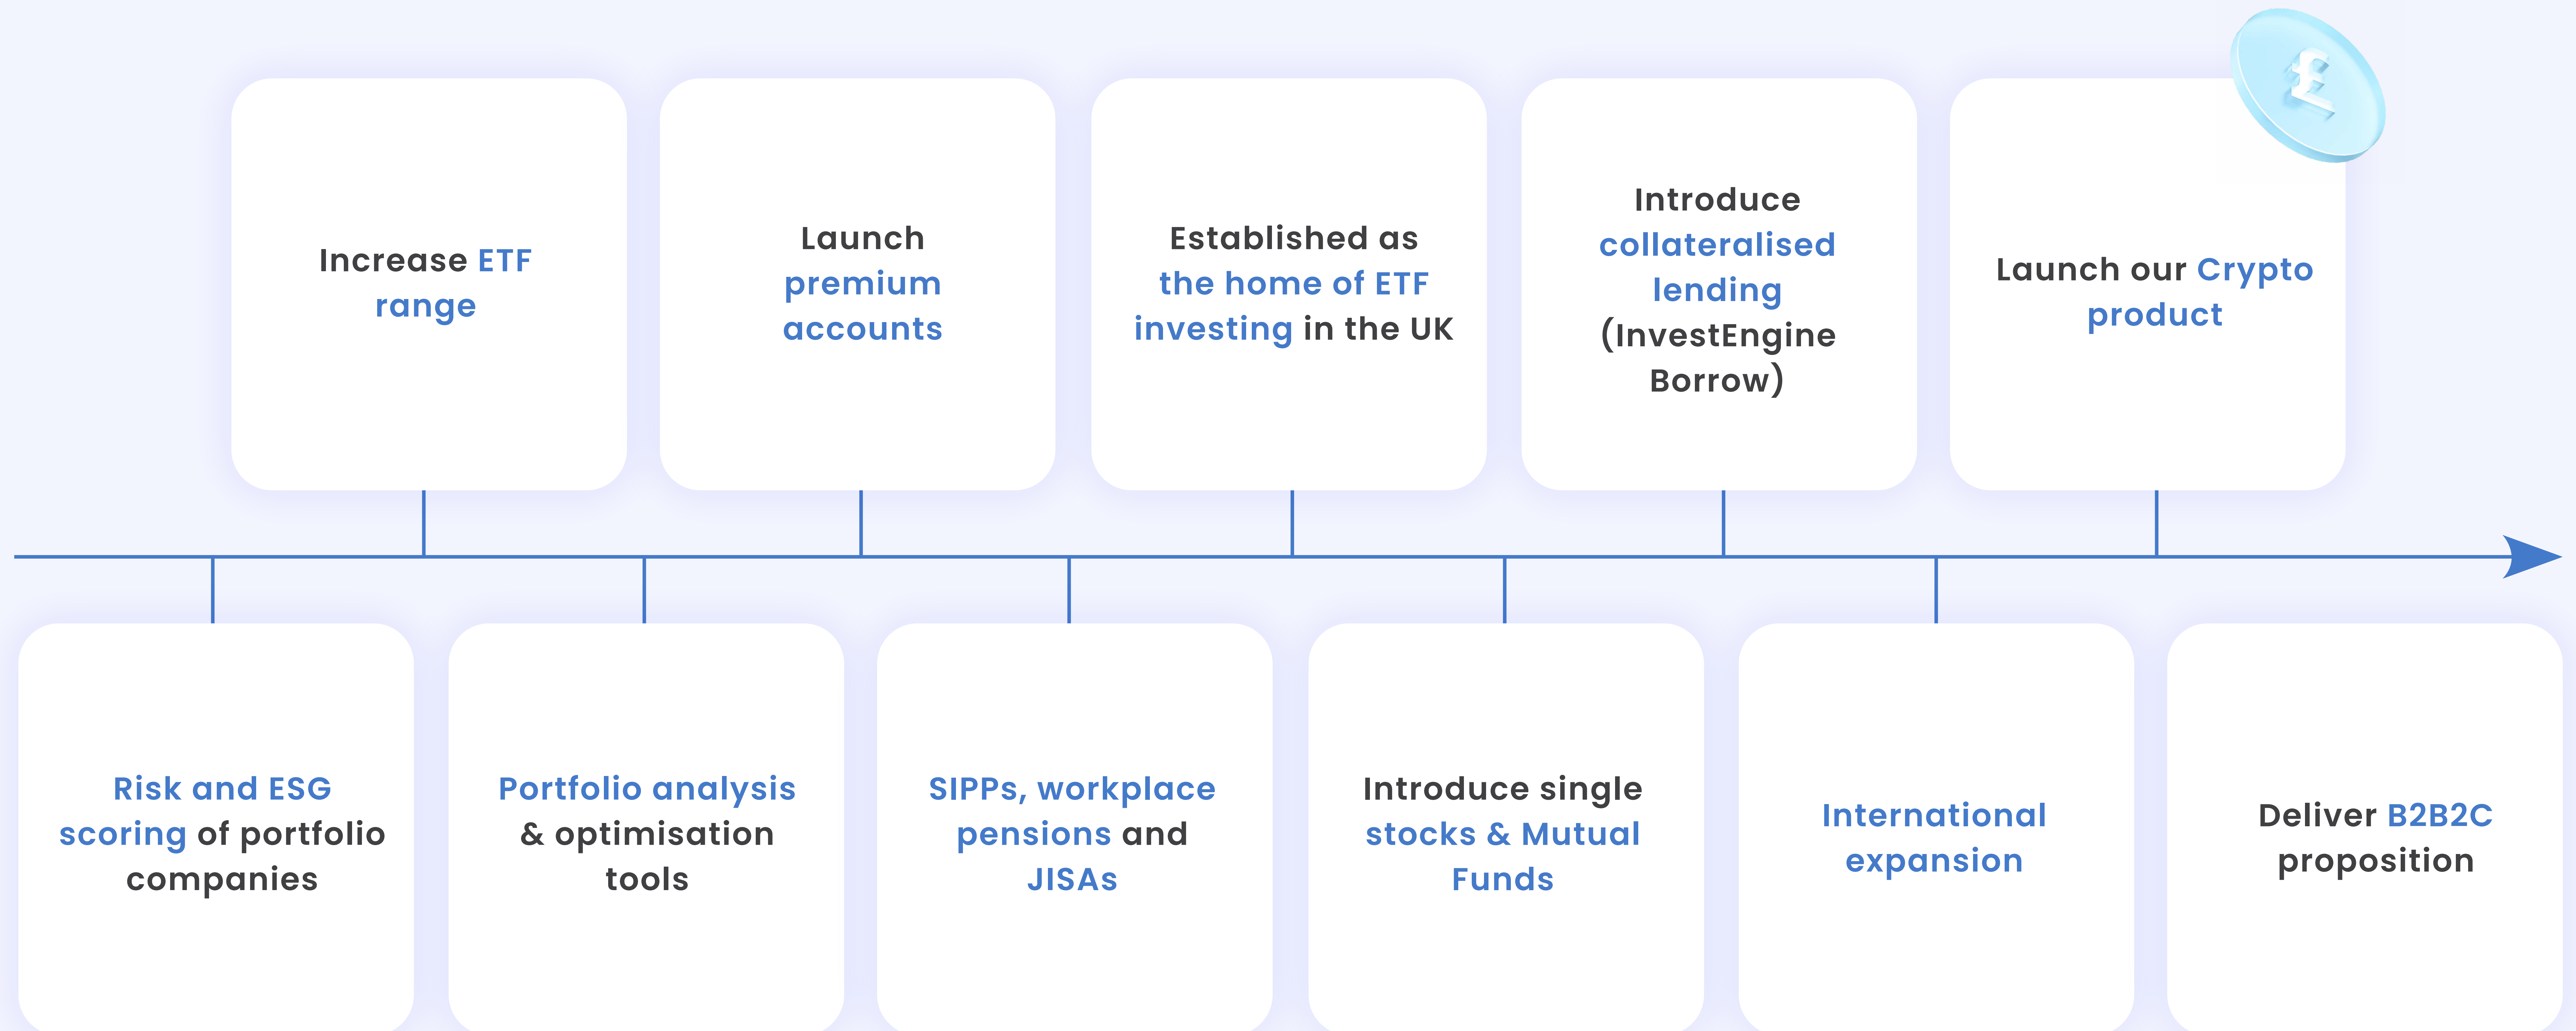 Increase ETF
range
Launch
premium
accounts
Established as
the home of ETF
investing in the UK
Introduce
collateralised
lending
(InvestEngine
Borrow)
Launch our Crypto
product
£
Risk and ESG
scoring of portfolio
companies
Portfolio analysis
& optimisation
tools
SIPPs, workplace
pensions and
JISAs
Introduce single
stocks & Mutual
Funds
International
expansion
Deliver B2B2C
proposition